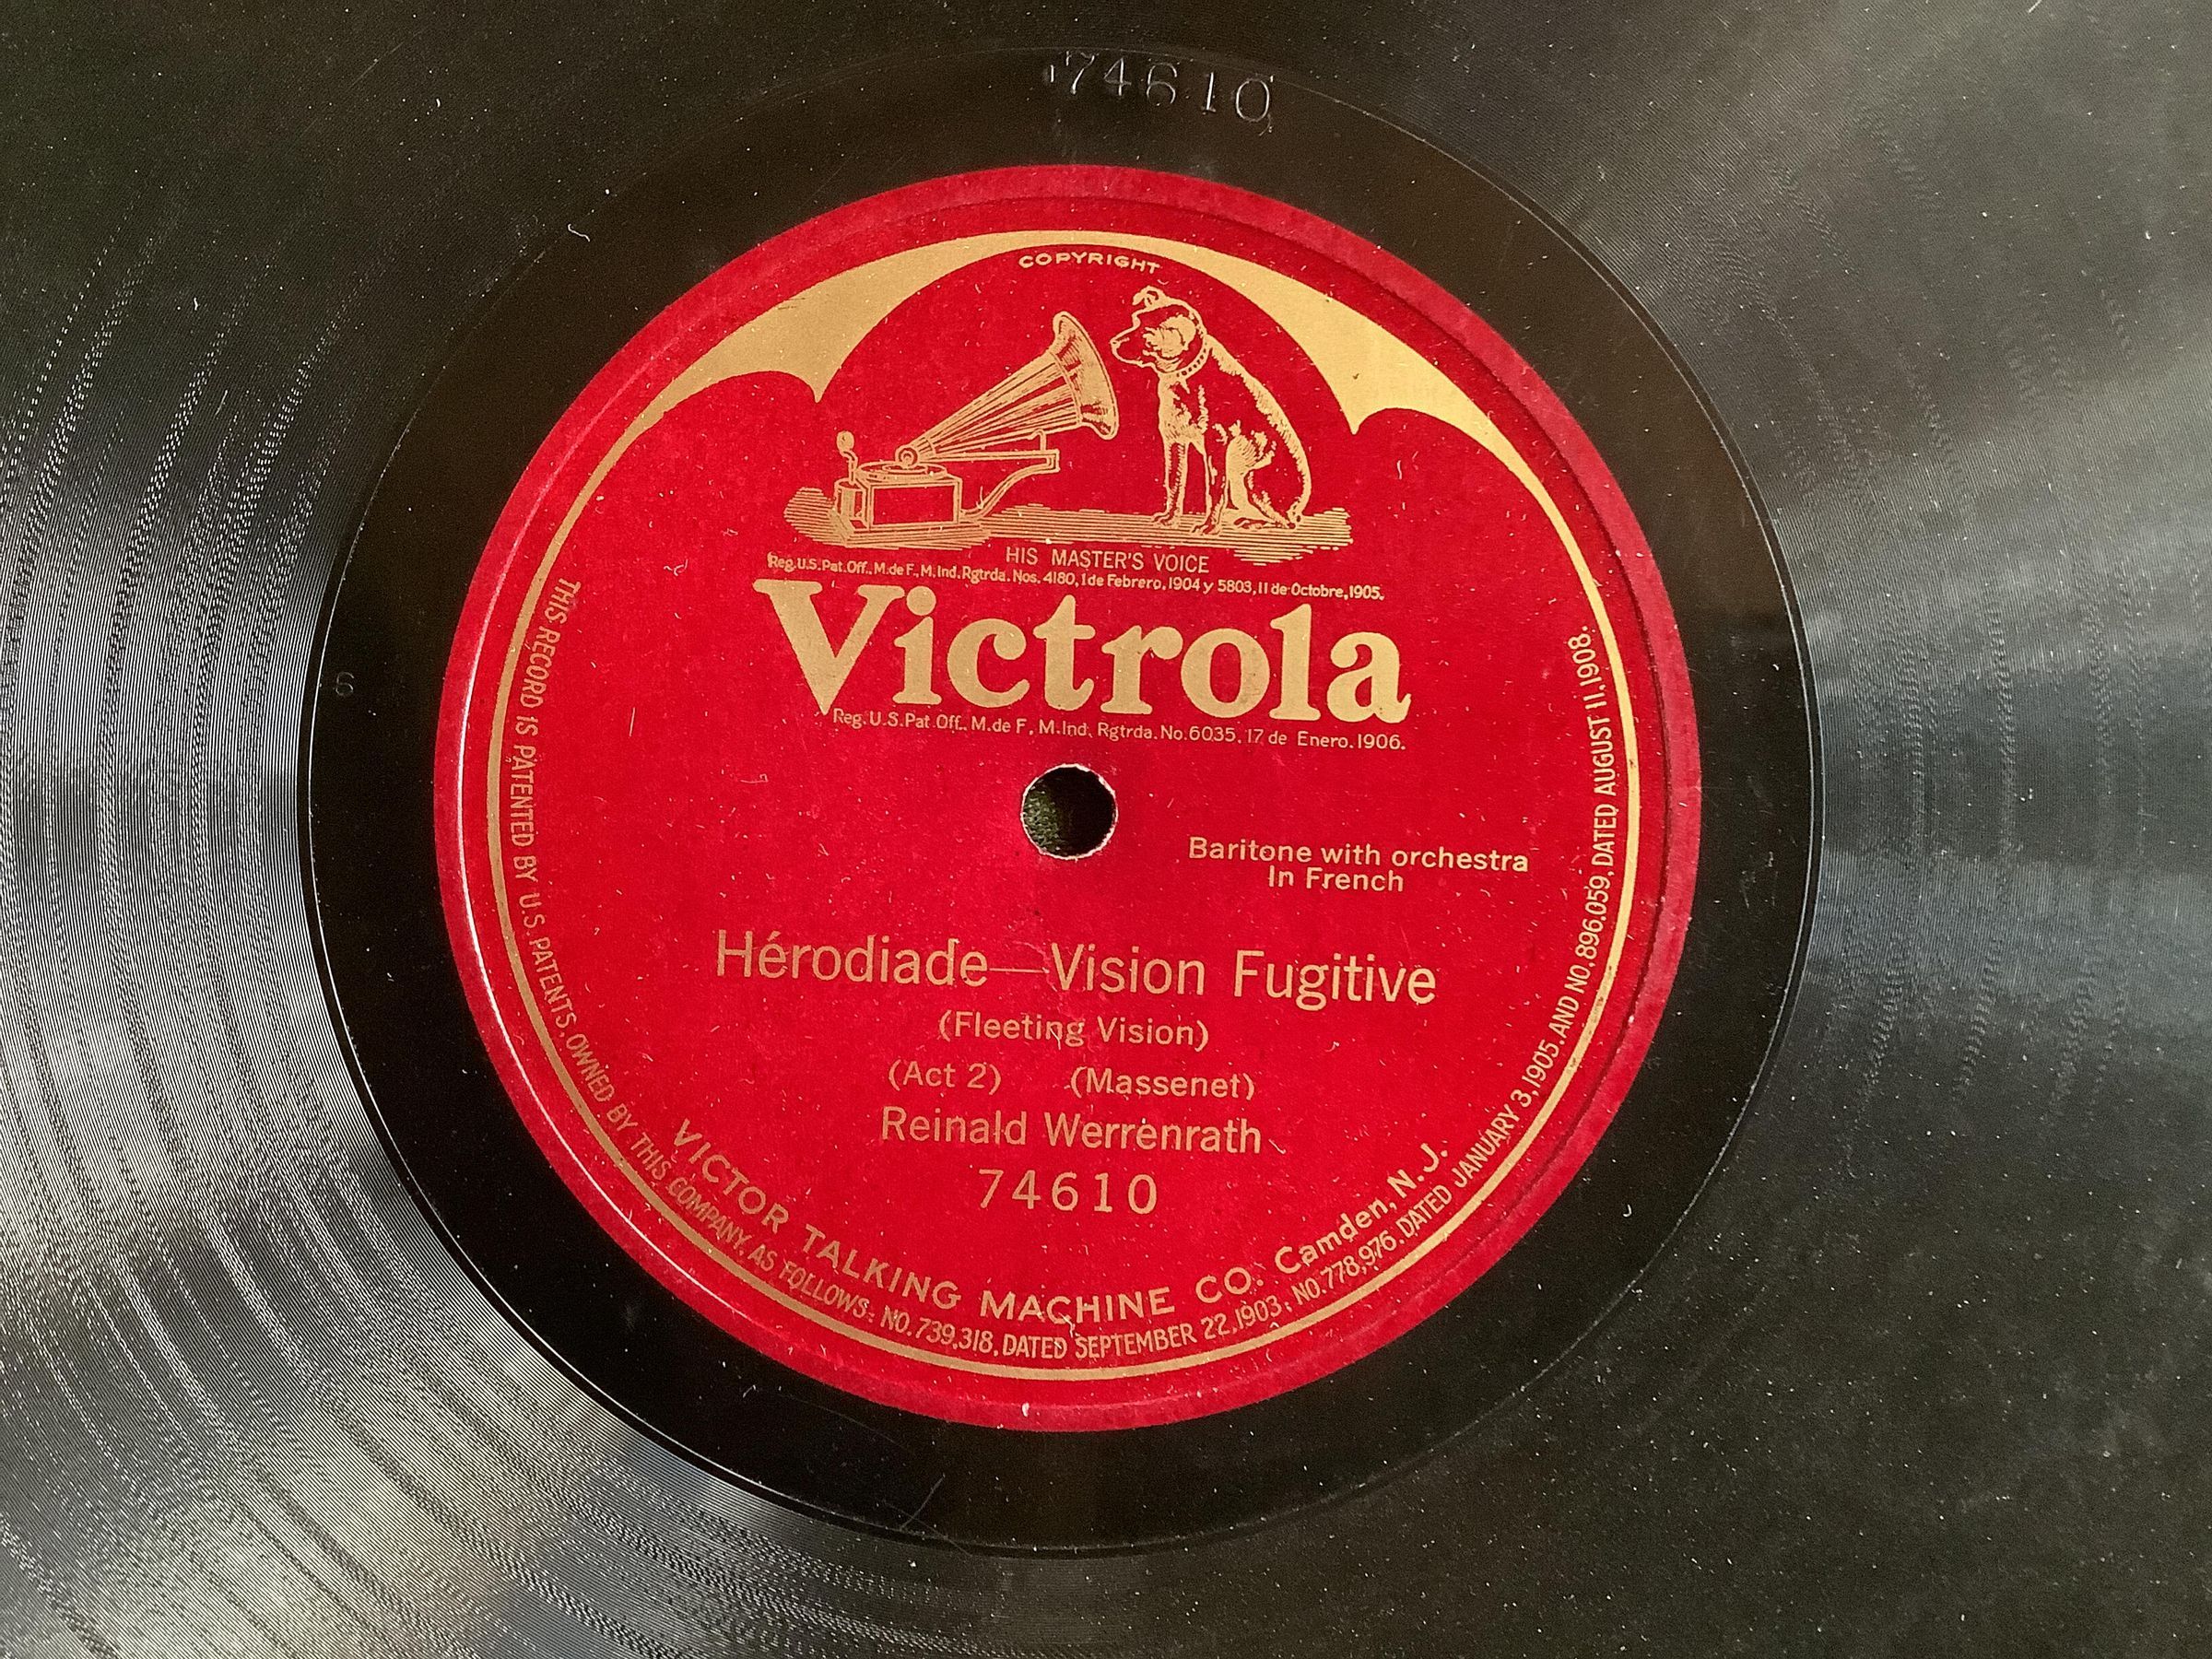 74610
COPYRIGHT
HIS MASTER'S VOICE
Reg.U.S.Pat.Off., M.de F., M.Ind.Rgtrda. Nos. 4180, 1 de Febrero, 1904 y 5803, 11 de Octobre, 1905.
Victrola
Reg. U.S. Pat. Off. M. de F. M. Ind. Rgtrda. No. 6035. 17 de Enero. 1906.
6
Baritone with orchestra
In French
Hérodiade—Vision Fugitive
(Fleeting Vision)
(Act 2) (Massenet)
Reinald Werrenrath
74610
VICTOR TALKING MACHINE CO. Camden, N. J.
THIS RECORD IS PATENTED BY U.S. PATENTS, OWNED BY THIS COMPANY, AS FOLLOWS: NO. 739,318, DATED SEPTEMBER 22, 1903; NO. 778,976. DATED JANUARY 3, 1905. AND NO. 896,059, DATED AUGUST 11, 1908.